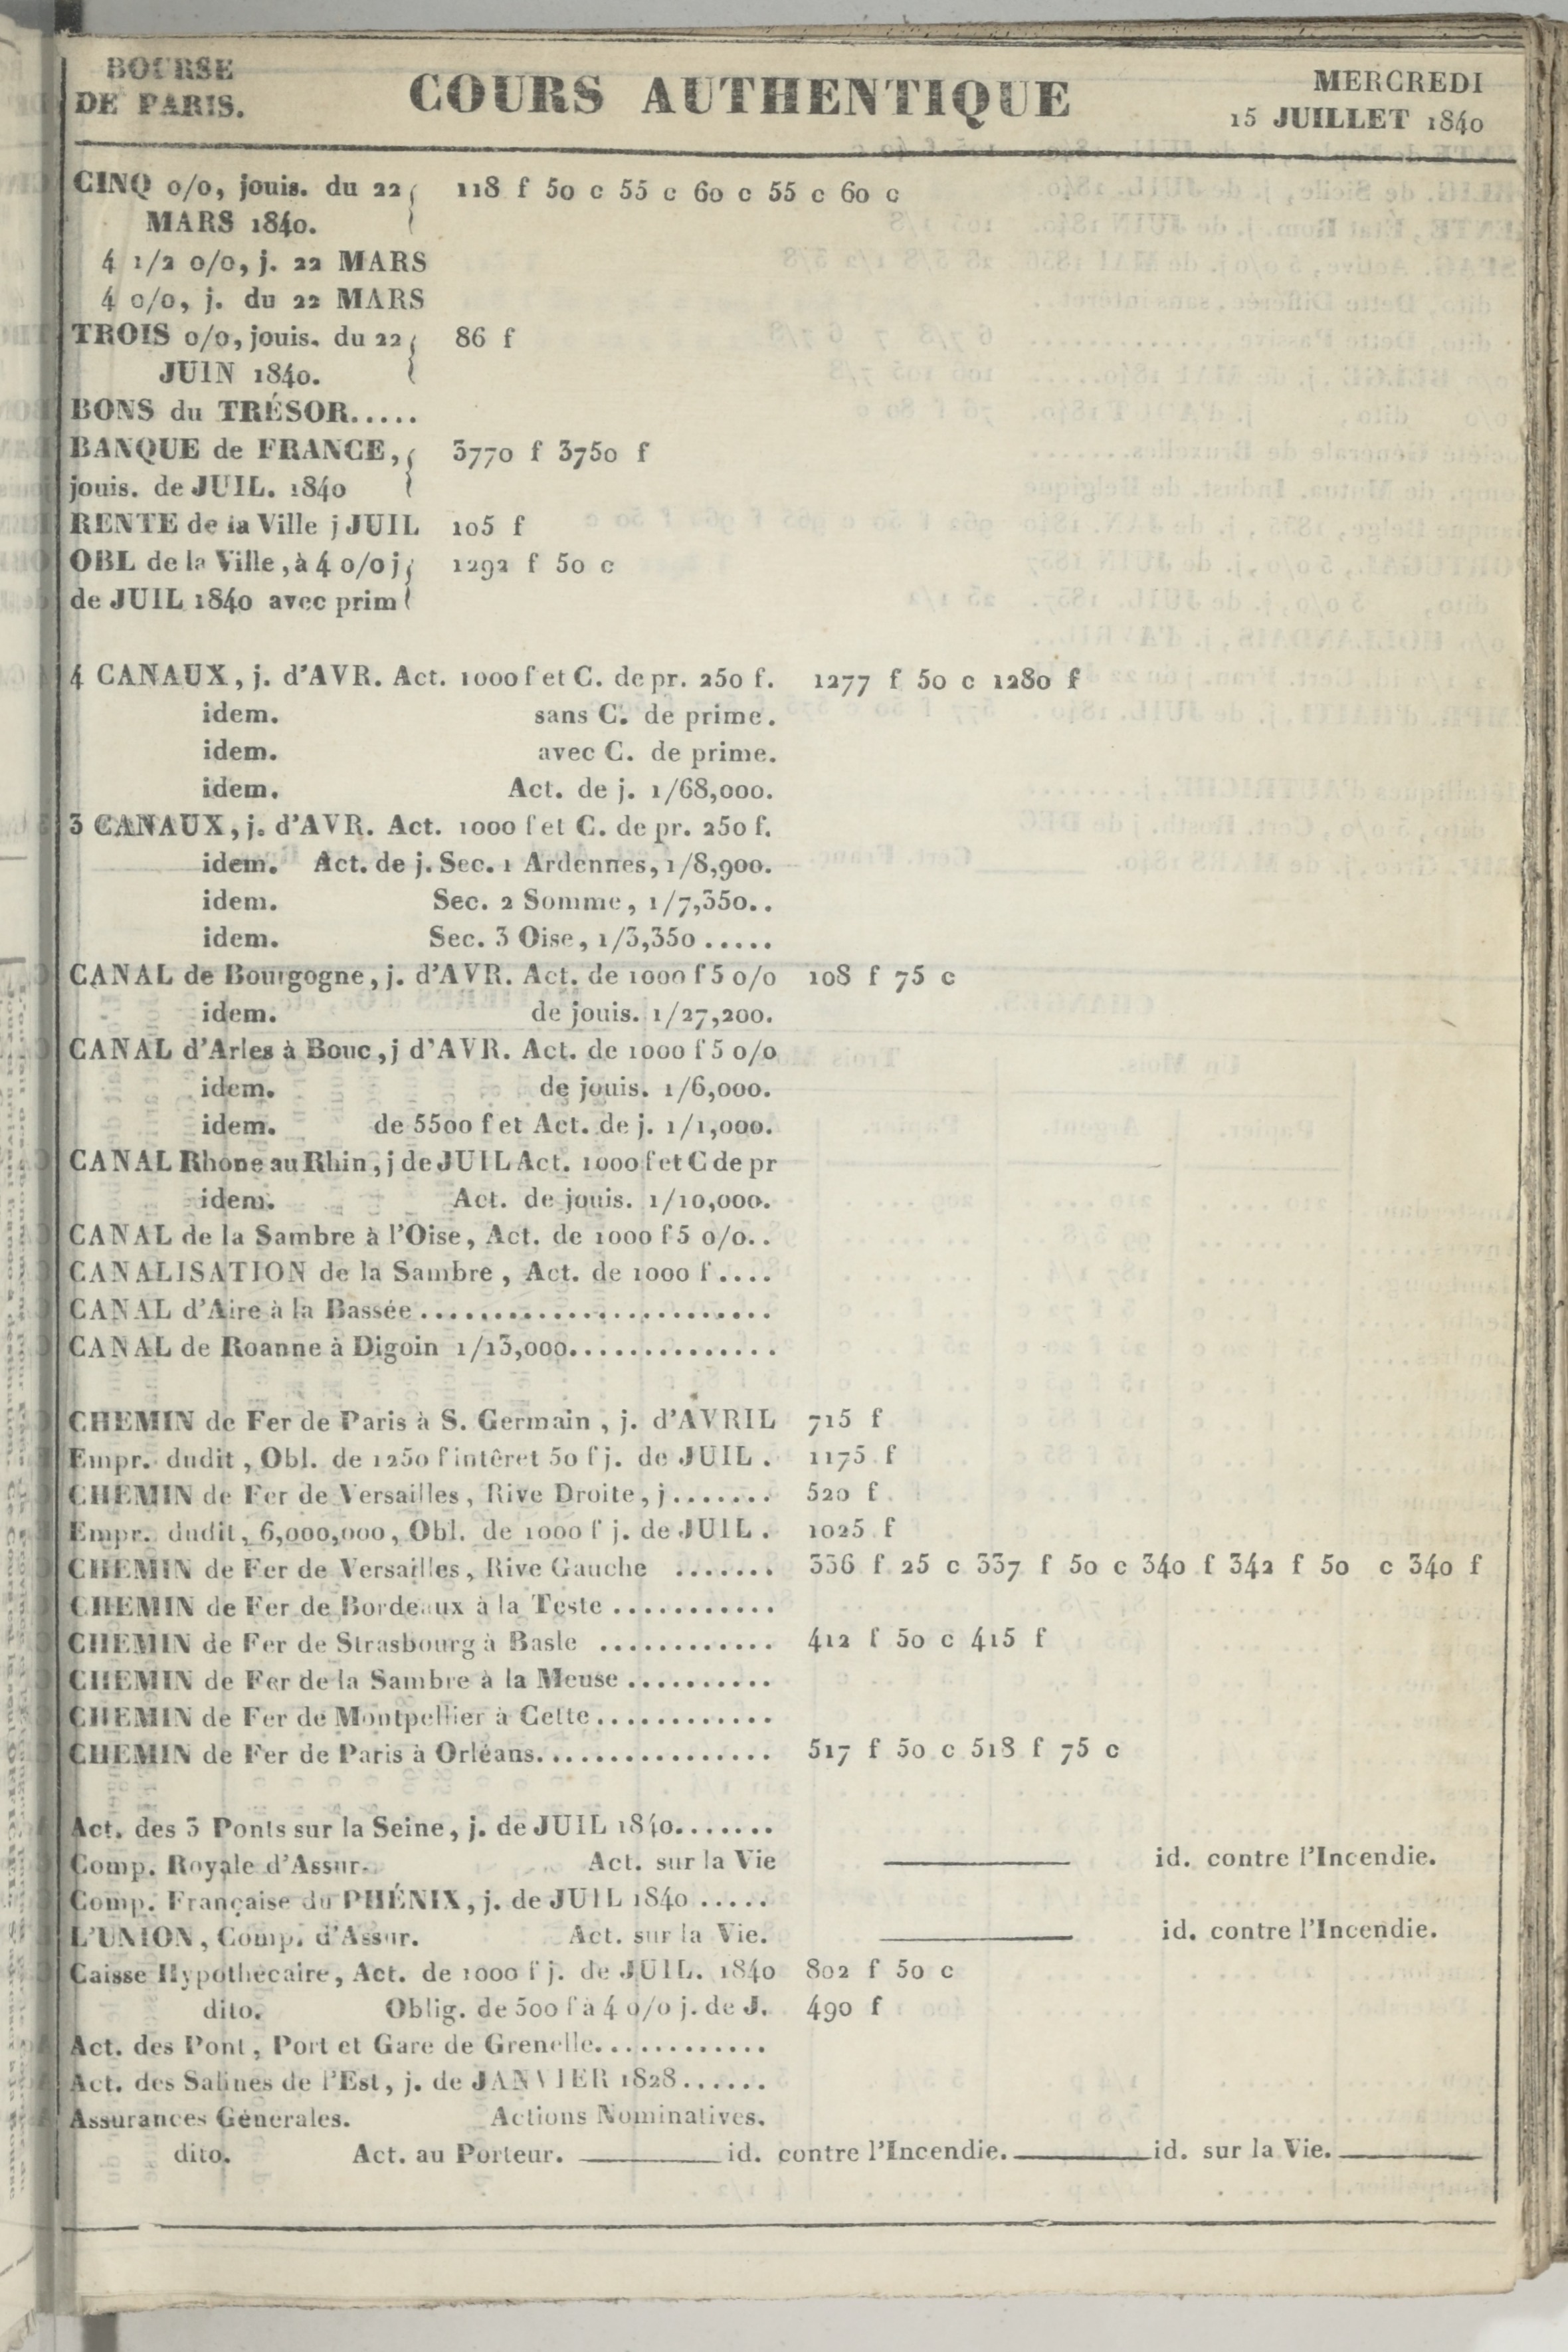 BOURSE
DE PARIS.
COURS AUTHENTIQUE
MERCREDI
15 JUILLET 1840
CINQ o/o, jouis. du 22 118 f 50 c 55 c 60 c 55 c 60 c
MARS 1840.
4 1/2 o/o, j. 22 MARS
4 o/o, j. du 22 MARS
TROIS o/o, jouis. du 22 86 f
JUIN 1840.
BONS du TRÉSOR.....
BANQUE de FRANCE, 3770 f 3750 f
jouis. de JUIL. 1840
RENTE de la Ville j JUIL 105 f
OBL de la Ville, à 4 o/o j 1292 f 50 c
de JUIL 1840 avec prim
4 CANAUX, j. d'AVR. Act. 1000 f et C. de pr. 250 f. 1277 f 50 c 1280 f
idem. sans C. de prime.
idem. avec C. de prime.
idem. Act. de j. 1/68,000.
3 CANAUX, j. d'AVR. Act. 1000 f et C. de pr. 250 f.
idem. Act. de j. Sec. 1 Ardennes, 1/8,900.
idem. Sec. 2 Somme, 1/7,350..
idem. Sec. 3 Oise, 1/3,350.....
CANAL de Bourgogne, j. d'AVR. Act. de 1000 f 5 o/o 108 f 75 c
idem. de jouis. 1/27,200.
CANAL d'Arles à Bouc, j d'AVR. Act. de 1000 f 5 o/o
idem. de jouis. 1/6,000.
idem. de 5500 f et Act. de j. 1/1,000.
CANAL Rhone au Rhin, j de JUIL Act. 1000 f et C de pr
idem. Act. de jouis. 1/10,000.
CANAL de la Sambre à l'Oise, Act. de 1000 f 5 o/o..
CANALISATION de la Sambre, Act. de 1000 f....
CANAL d'Aire à la Bassée........................
CANAL de Roanne à Digoin 1/13,000..............
CHEMIN de Fer de Paris à S. Germain, j. d'AVRIL 715 f
Empr. dudit, Obl. de 1250 f intêret 50 f j. de JUIL. 1175 f
CHEMIN de Fer de Versailles, Rive Droite, j....... 520 f
Empr. dudit, 6,000,000, Obl. de 1000 f j. de JUIL. 1025 f
CHEMIN de Fer de Versailles, Rive Gauche ....... 336 f 25 c 337 f 50 c 340 f 342 f 50 c 340 f
CHEMIN de Fer de Bordeaux à la Teste...........
CHEMIN de Fer de Strasbourg à Basle ............ 412 f 50 c 415 f
CHEMIN de Fer de la Sambre à la Meuse..........
CHEMIN de Fer de Montpellier à Cette............
CHEMIN de Fer de Paris à Orléans................ 517 f 50 c 518 f 75 c
Act. des 3 Ponts sur la Seine, j. de JUIL 1840.......
Comp. Royale d'Assur. Act. sur la Vie id. contre l'Incendie.
Comp. Française du PHÉNIX, j. de JUIL 1840.....
L'UNION, Comp. d'Assur. Act. sur la Vie. id. contre l'Incendie.
Caisse Hypothécaire, Act. de 1000 f j. de JUIL. 1840 802 f 50 c
dito. Oblig. de 500 f à 4 o/o j. de J. 490 f
Act. des Pont, Port et Gare de Grenelle............
Act. des Salines de l'Est, j. de JANVIER 1828......
Assurances Génerales. Actions Nominatives.
dito. Act. au Porteur. id. contre l'Incendie. id. sur la Vie.